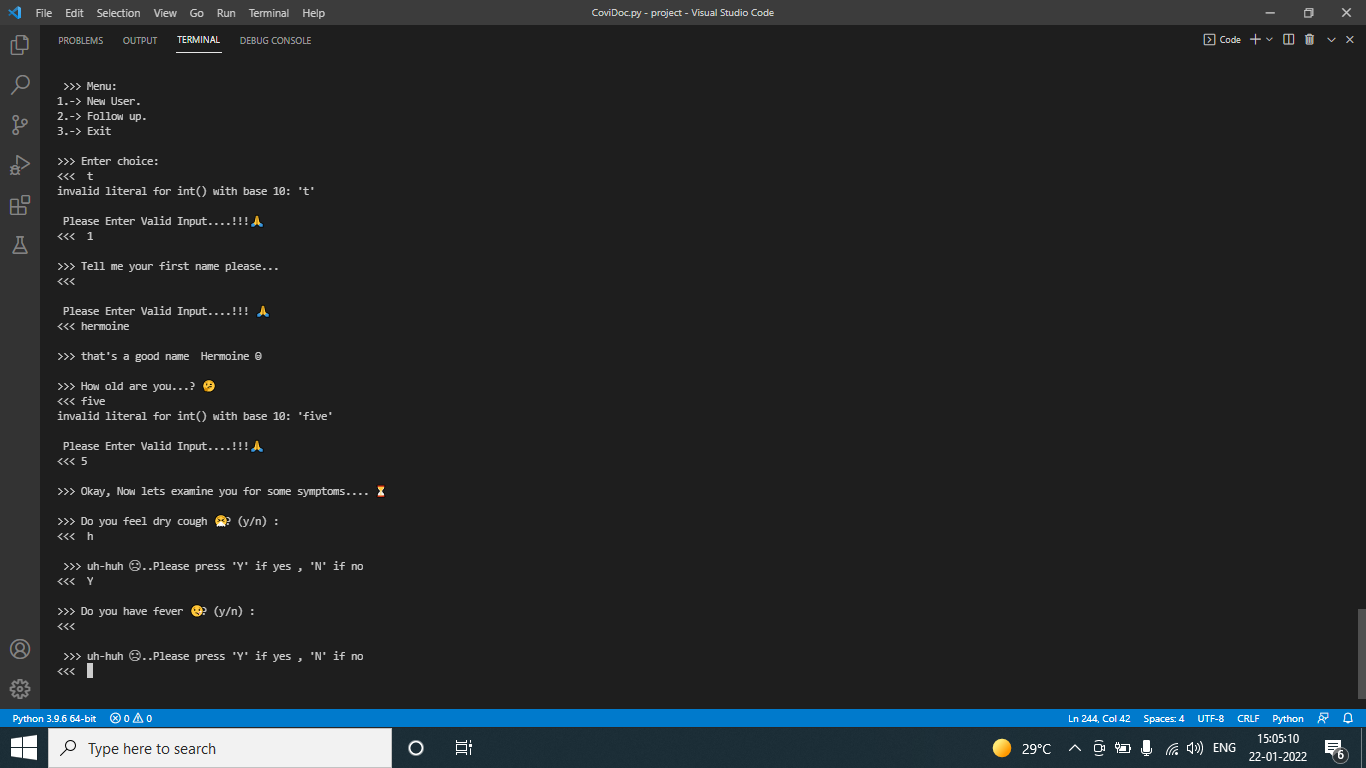 File Edit Selection View Go Run Terminal Help
CoviDoc.py - project - Visual Studio Code
PROBLEMS OUTPUT TERMINAL DEBUG CONSOLE
Code
>>> Menu:
1.-> New User.
2.-> Follow up.
3.-> Exit
>>> Enter choice:
<<< t
invalid literal for int() with base 10: 't'
Please Enter Valid Input....!!!🙏
<<< 1
>>> Tell me your first name please...
<<<
Please Enter Valid Input....!!! 🙏
<<< hermoine
>>> that's a good name  Hermoine ☺
>>> How old are you...? 🤔
<<< five
invalid literal for int() with base 10: 'five'
Please Enter Valid Input....!!!🙏
<<< 5
>>> Okay, Now lets examine you for some symptoms.... ⏳
>>> Do you feel dry cough 😷? (y/n) :
<<< h
>>> uh-huh ☹..Please press 'Y' if yes , 'N' if no
<<< Y
>>> Do you have fever 🤒? (y/n) :
<<<
>>> uh-huh ☹..Please press 'Y' if yes , 'N' if no
<<<
Python 3.9.6 64-bit 0 0
Ln 244, Col 42 Spaces: 4 UTF-8 CRLF Python
Type here to search
29°C
ENG
15:05:10
22-01-2022
6